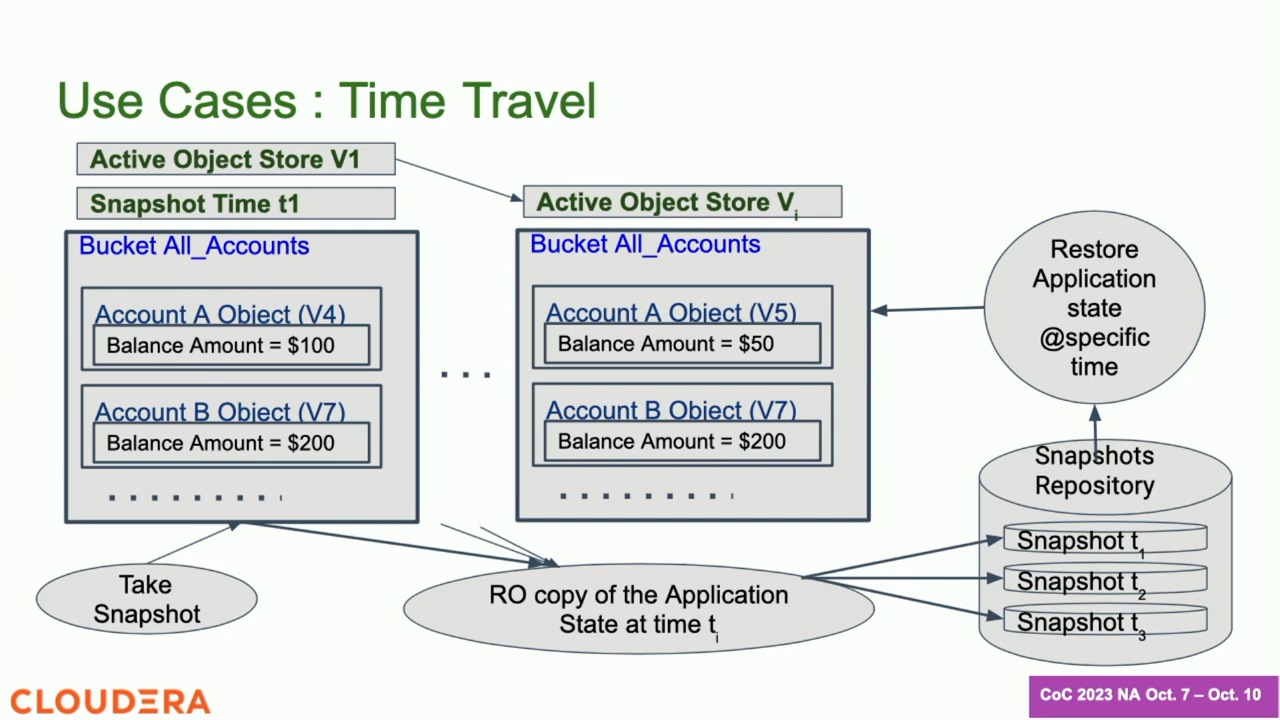 Use Cases : Time Travel
Active Object Store V1
Snapshot Time t1
Bucket All_Accounts
Account A Object (V4)
Balance Amount = $100
Account B Object (V7)
Balance Amount = $200
. . . . . . . . .
Take
Snapshot
. . .
Active Object Store Vi
Bucket All_Accounts
Account A Object (V5)
Balance Amount = $50
Account B Object (V7)
Balance Amount = $200
. . . . . . . . .
RO copy of the Application
State at time ti
Restore
Application
state
@specific
time
Snapshots
Repository
Snapshot t1
Snapshot t2
Snapshot t3
CLOUDERA
CoC 2023 NA Oct. 7 – Oct. 10